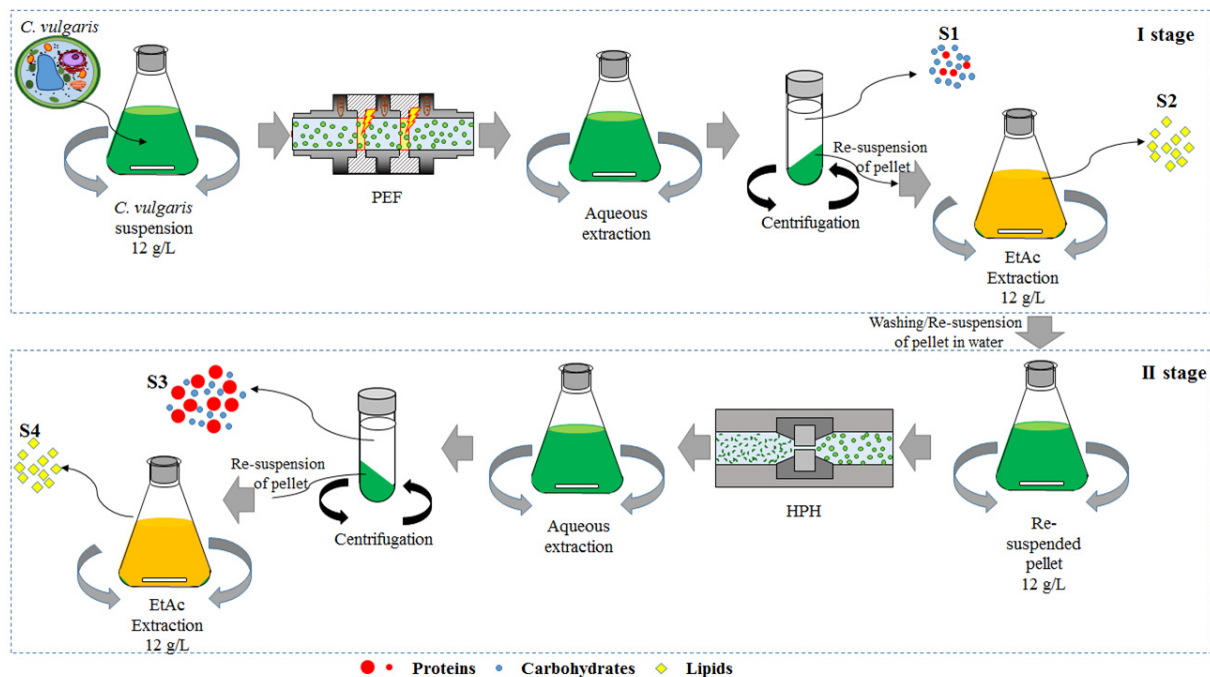 C. vulgaris
S1
I stage
S2
Re-suspension
of pellet
PEF
C. vulgaris
suspension
12 g/L
Aqueous
extraction
Centrifugation
EtAc
Extraction
12 g/L
Washing/Re-suspension
of pellet in water
S3
II stage
S4
Re-suspension
of pellet
HPH
Aqueous
extraction
Centrifugation
Re-
suspended
pellet
12 g/L
EtAc
Extraction
12 g/L
Proteins Carbohydrates Lipids